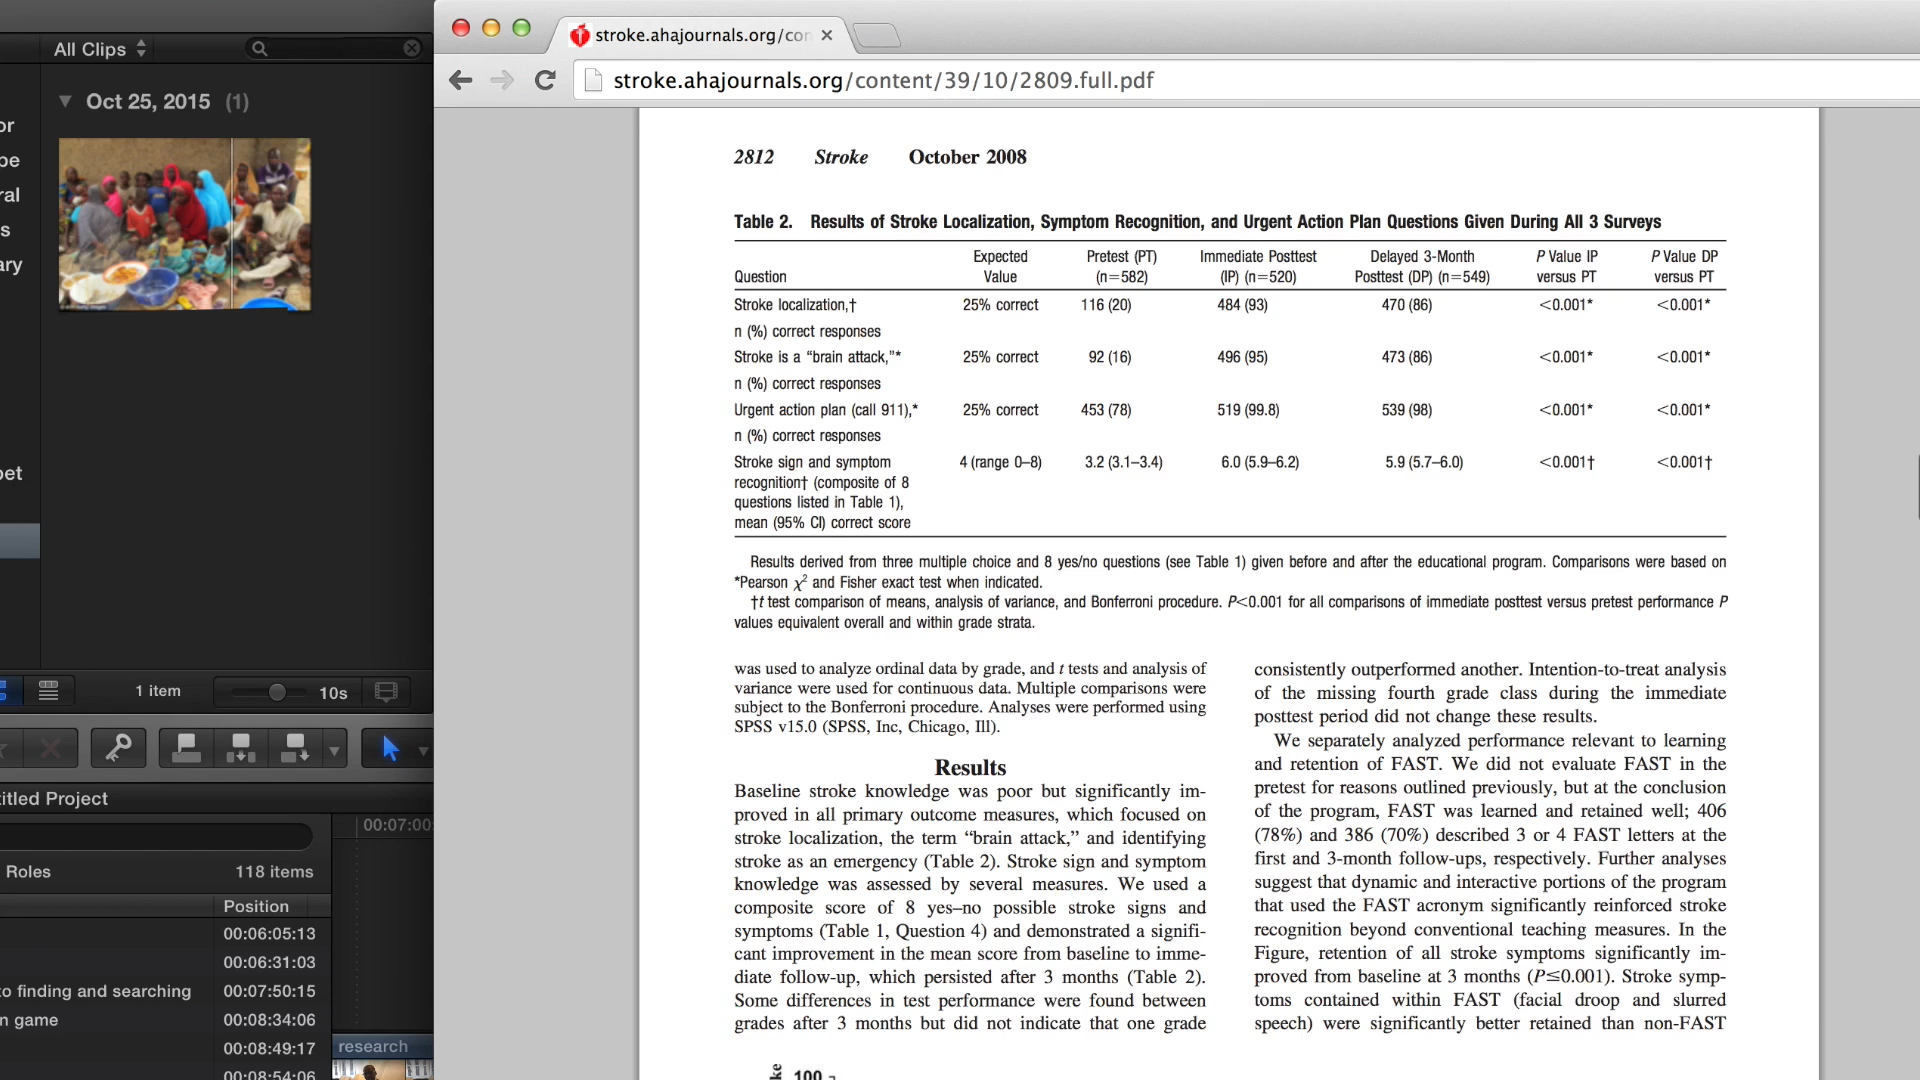 All Clips
Oct 25, 2015 (1)
or
pe
ral
s
ary
pet
1 item
10s
titled Project
00:07:00
Roles
118 items
Position
00:06:05:13
00:06:31:03
to finding and searching
00:07:50:15
n game
00:08:34:06
00:08:49:17
research
00:08:54:06
stroke.ahajournals.org/con
stroke.ahajournals.org/content/39/10/2809.full.pdf
2812 Stroke October 2008
Table 2. Results of Stroke Localization, Symptom Recognition, and Urgent Action Plan Questions Given During All 3 Surveys
Expected Pretest (PT) Immediate Posttest Delayed 3-Month P Value IP P Value DP
Question Value (n=582) (IP) (n=520) Posttest (DP) (n=549) versus PT versus PT
Stroke localization,† 25% correct 116 (20) 484 (93) 470 (86) <0.001* <0.001*
n (%) correct responses
Stroke is a “brain attack,”* 25% correct 92 (16) 496 (95) 473 (86) <0.001* <0.001*
n (%) correct responses
Urgent action plan (call 911),* 25% correct 453 (78) 519 (99.8) 539 (98) <0.001* <0.001*
n (%) correct responses
Stroke sign and symptom 4 (range 0–8) 3.2 (3.1–3.4) 6.0 (5.9–6.2) 5.9 (5.7–6.0) <0.001† <0.001†
recognition† (composite of 8
questions listed in Table 1),
mean (95% CI) correct score
Results derived from three multiple choice and 8 yes/no questions (see Table 1) given before and after the educational program. Comparisons were based on
*Pearson χ² and Fisher exact test when indicated.
†t test comparison of means, analysis of variance, and Bonferroni procedure. P<0.001 for all comparisons of immediate posttest versus pretest performance P
values equivalent overall and within grade strata.
was used to analyze ordinal data by grade, and t tests and analysis of
variance were used for continuous data. Multiple comparisons were
subject to the Bonferroni procedure. Analyses were performed using
SPSS v15.0 (SPSS, Inc, Chicago, Ill).
Results
Baseline stroke knowledge was poor but significantly im-
proved in all primary outcome measures, which focused on
stroke localization, the term “brain attack,” and identifying
stroke as an emergency (Table 2). Stroke sign and symptom
knowledge was assessed by several measures. We used a
composite score of 8 yes–no possible stroke signs and
symptoms (Table 1, Question 4) and demonstrated a signifi-
cant improvement in the mean score from baseline to imme-
diate follow-up, which persisted after 3 months (Table 2).
Some differences in test performance were found between
grades after 3 months but did not indicate that one grade
consistently outperformed another. Intention-to-treat analysis
of the missing fourth grade class during the immediate
posttest period did not change these results.
We separately analyzed performance relevant to learning
and retention of FAST. We did not evaluate FAST in the
pretest for reasons outlined previously, but at the conclusion
of the program, FAST was learned and retained well; 406
(78%) and 386 (70%) described 3 or 4 FAST letters at the
first and 3-month follow-ups, respectively. Further analyses
suggest that dynamic and interactive portions of the program
that used the FAST acronym significantly reinforced stroke
recognition beyond conventional teaching measures. In the
Figure, retention of all stroke symptoms significantly im-
proved from baseline at 3 months (P≤0.001). Stroke symp-
toms contained within FAST (facial droop and slurred
speech) were significantly better retained than non-FAST
ke
100